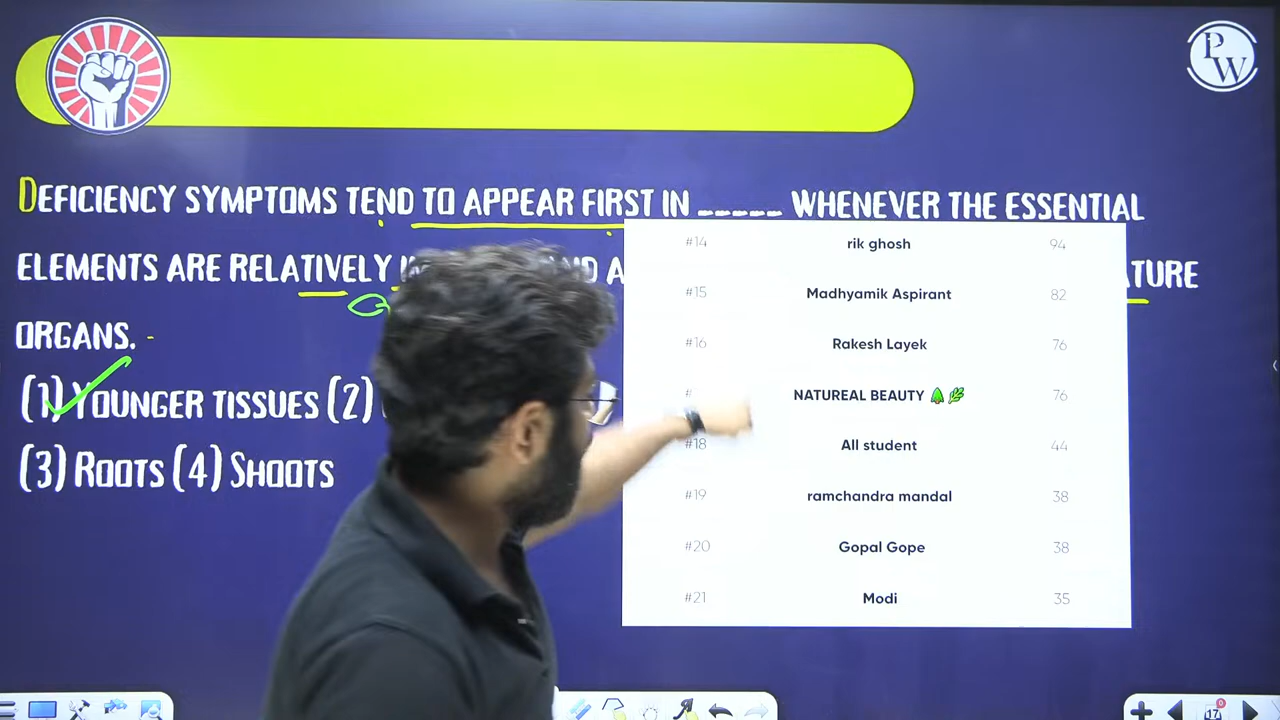 PW
DEFICIENCY SYMPTOMS TEND TO APPEAR FIRST IN _____ WHENEVER THE ESSENTIAL
ELEMENTS ARE RELATIVELY
ORGANS.
(1) YOUNGER TISSUES (2)
(3) ROOTS (4) SHOOTS
#14 rik ghosh 94
#15 Madhyamik Aspirant 82
#16 Rakesh Layek 76
# NATUREAL BEAUTY 🌲🌿 76
#18 All student 44
#19 ramchandra mandal 38
#20 Gopal Gope 38
#21 Modi 35
17